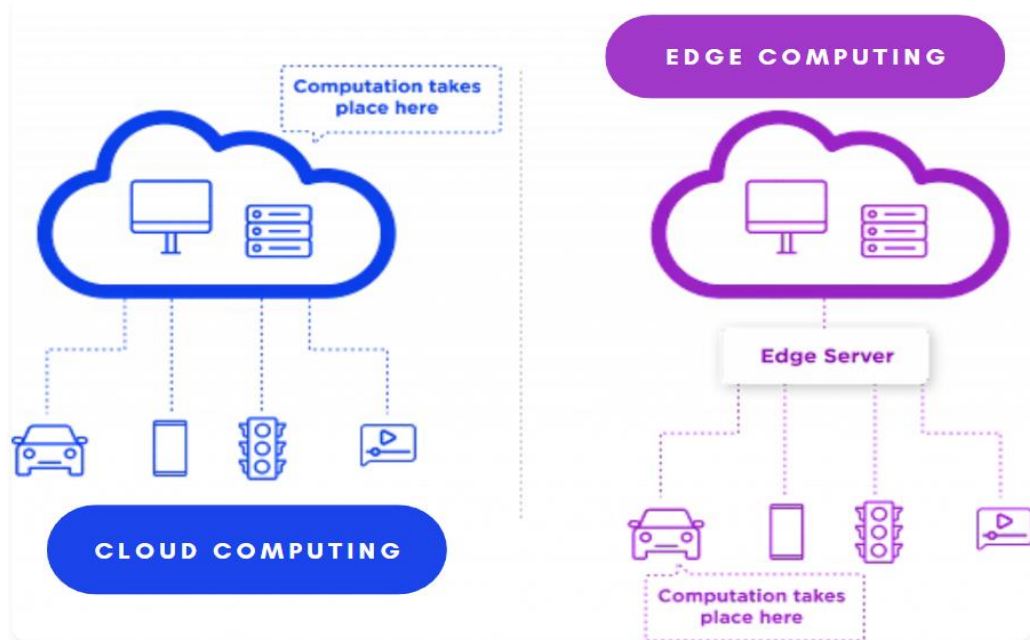 Computation takes
place here
CLOUD COMPUTING
EDGE COMPUTING
Edge Server
Computation takes
place here